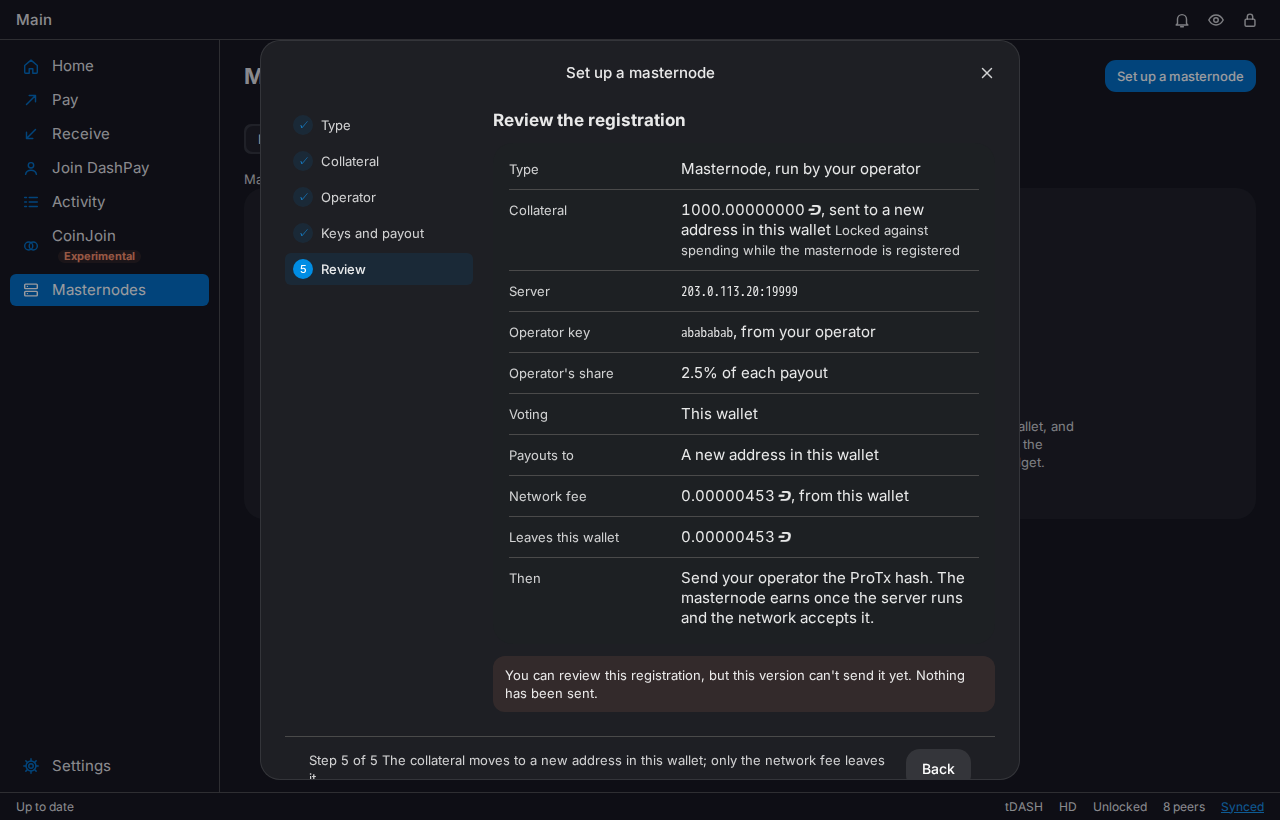 Main
Home
Pay
Receive
Join DashPay
Activity
CoinJoin
Experimental
Masternodes
Settings
Set up a masternode
Set up a masternode
✓ Type
✓ Collateral
✓ Operator
✓ Keys and payout
5 Review
Review the registration
Type Masternode, run by your operator
Collateral 1000.00000000, sent to a new
address in this wallet Locked against
spending while the masternode is registered
Server 203.0.113.20:19999
Operator key abababab, from your operator
Operator's share 2.5% of each payout
Voting This wallet
Payouts to A new address in this wallet
Network fee 0.00000453, from this wallet
Leaves this wallet 0.00000453
Then Send your operator the ProTx hash. The
masternode earns once the server runs
and the network accepts it.
You can review this registration, but this version can't send it yet. Nothing
has been sent.
Step 5 of 5 The collateral moves to a new address in this wallet; only the network fee leaves
it
Back
and
the
Up to date
tDASH HD Unlocked 8 peers Synced